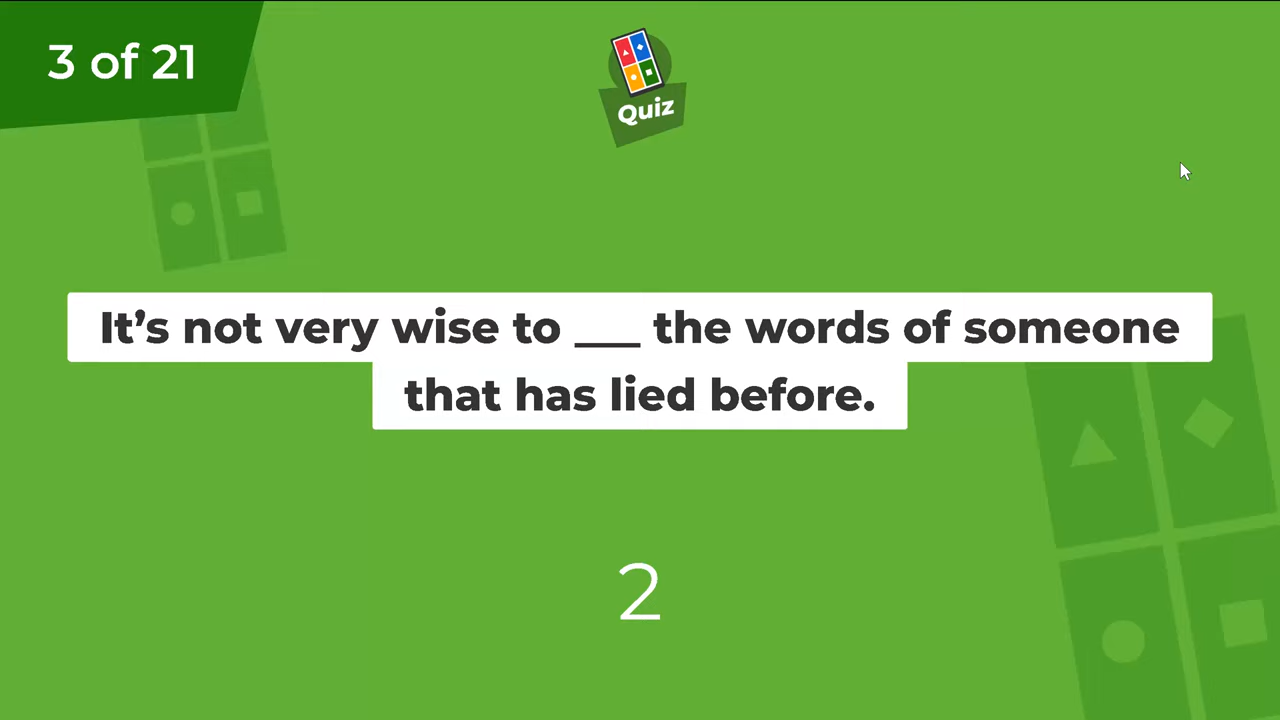 3 of 21
Quiz
It’s not very wise to ___ the words of someone
that has lied before.
2